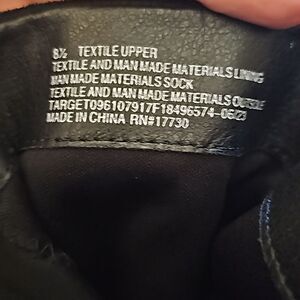 8½ TEXTILE UPPER
TEXTILE AND MAN MADE MATERIALS LINING
MAN MADE MATERIALS SOCK
TEXTILE AND MAN MADE MATERIALS OUTSOLE
TARGET096107917F18496574-06/23
MADE IN CHINA RN#17730